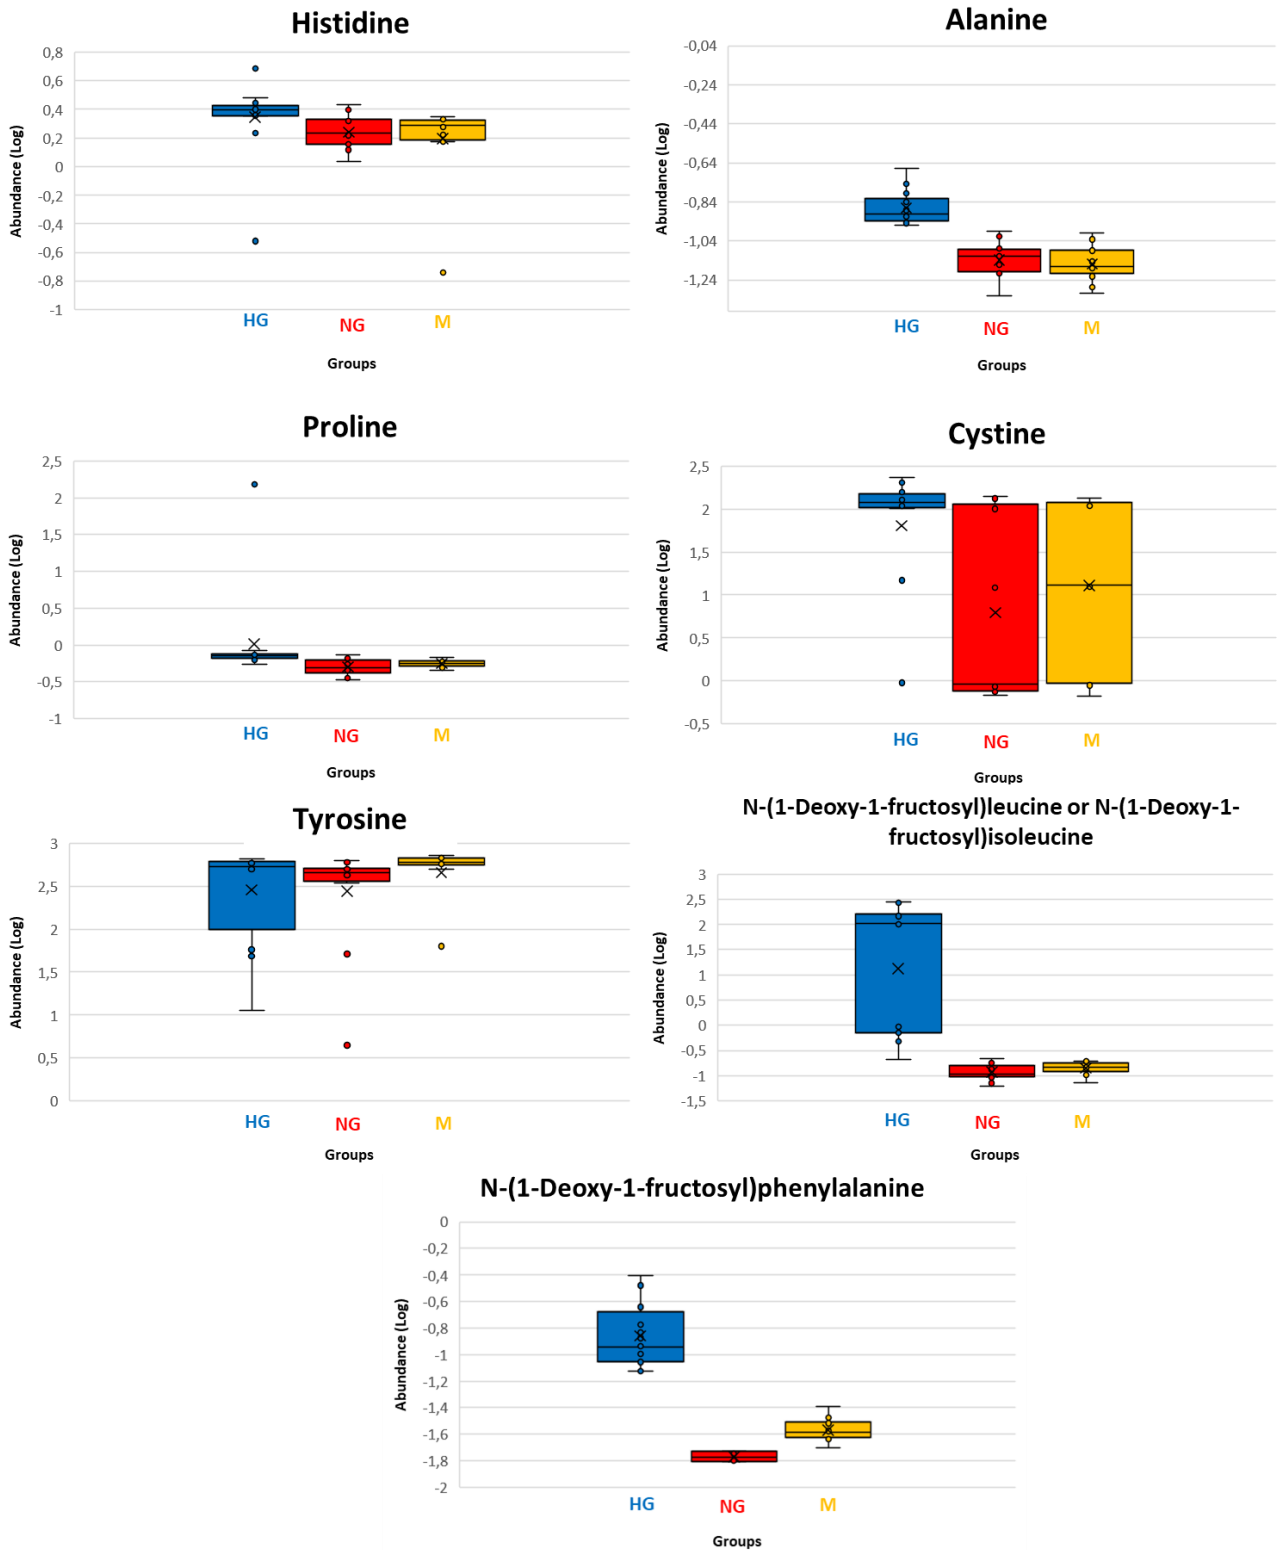 Histidine
Abundance (Log)
0,8
0,6
0,4
0,2
0
-0,2
-0,4
-0,6
-0,8
-1
HG
NG
M
Groups
Alanine
Abundance (Log)
-0,04
-0,24
-0,44
-0,64
-0,84
-1,04
-1,24
HG
NG
M
Groups
Proline
Abundance (Log)
2,5
2
1,5
1
0,5
0
-0,5
-1
HG
NG
M
Groups
Cystine
Abundance (Log)
2,5
2
1,5
1
0,5
0
-0,5
HG
NG
M
Groups
Tyrosine
Abundance (Log)
3
2,5
2
1,5
1
0,5
0
HG
NG
M
Groups
N-(1-Deoxy-1-fructosyl)leucine or N-(1-Deoxy-1-
fructosyl)isoleucine
Abundance (Log)
3
2,5
2
1,5
1
0,5
0
-0,5
-1
-1,5
HG
NG
M
Groups
N-(1-Deoxy-1-fructosyl)phenylalanine
Abundance (Log)
0
-0,2
-0,4
-0,6
-0,8
-1
-1,2
-1,4
-1,6
-1,8
-2
HG
NG
M
Groups